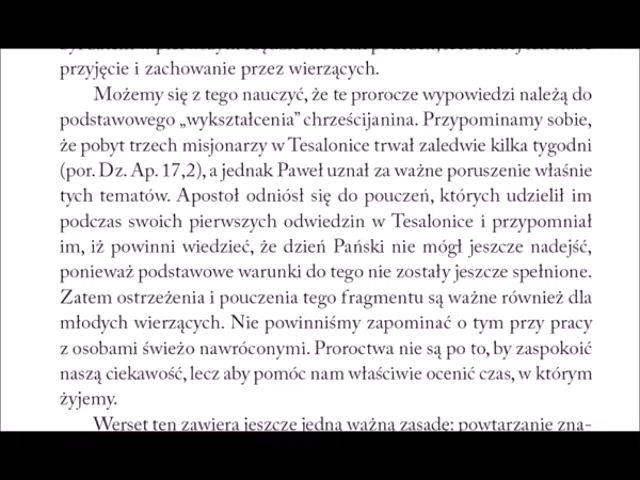 przyjęcie i zachowanie przez wierzących.
Możemy się z tego nauczyć, że te prorocze wypowiedzi należą do
podstawowego „wykształcenia” chrześcijanina. Przypominamy sobie,
że pobyt trzech misjonarzy w Tesalonice trwał zaledwie kilka tygodni
(por. Dz. Ap. 17,2), a jednak Paweł uznał za ważne poruszenie właśnie
tych tematów. Apostoł odniósł się do pouczeń, których udzielił im
podczas swoich pierwszych odwiedzin w Tesalonice i przypomniał
im, iż powinni wiedzieć, że dzień Pański nie mógł jeszcze nadejść,
ponieważ podstawowe warunki do tego nie zostały jeszcze spełnione.
Zatem ostrzeżenia i pouczenia tego fragmentu są ważne również dla
młodych wierzących. Nie powinniśmy zapominać o tym przy pracy
z osobami świeżo nawróconymi. Proroctwa nie są po to, by zaspokoić
naszą ciekawość, lecz aby pomóc nam właściwie ocenić czas, w którym
żyjemy.
Werset ten zawiera jeszcze jedną ważną zasadę: powtarzanie zna-